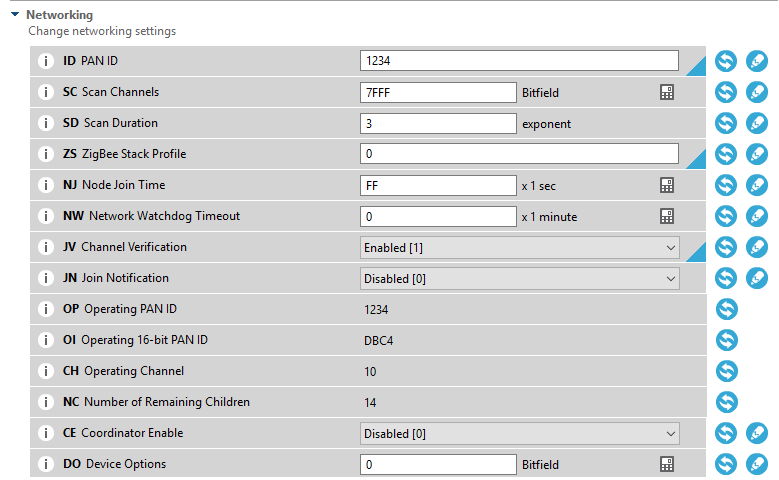 Networking
Change networking settings
i ID PAN ID 1234
i SC Scan Channels 7FFF Bitfield
i SD Scan Duration 3 exponent
i ZS ZigBee Stack Profile 0
i NJ Node Join Time FF x 1 sec
i NW Network Watchdog Timeout 0 x 1 minute
i JV Channel Verification Enabled [1]
i JN Join Notification Disabled [0]
i OP Operating PAN ID 1234
i OI Operating 16-bit PAN ID DBC4
i CH Operating Channel 10
i NC Number of Remaining Children 14
i CE Coordinator Enable Disabled [0]
i DO Device Options 0 Bitfield